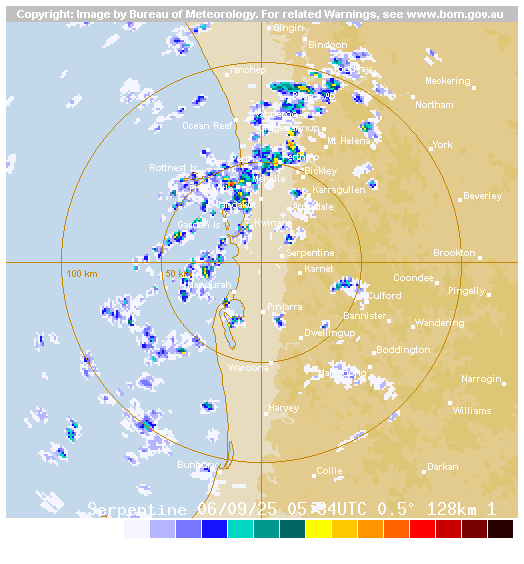 Copyright: Image by Bureau of Meteorology. For related Warnings, see www.bom.gov.au
Gingin
Bindoon
Yanchep
Meckering
Northam
Ocean Reef
Mt Helena
York
Rottnest Is
Bickley
Melville
Karragullen
Beverley
Armadale
Garden Is
Kwinana
Serpentine
Brookton
100 km
50 km
Karnet
Mandurah
Coondee
Pingelly
Culford
Pinjarra
Bannister
Wandering
Dwellingup
Boddington
Waroona
Narrogin
Harvey
Williams
Bunbury
Collie
Darkan
Serpentine 06/09/25 05:34UTC 0.5° 128km 1